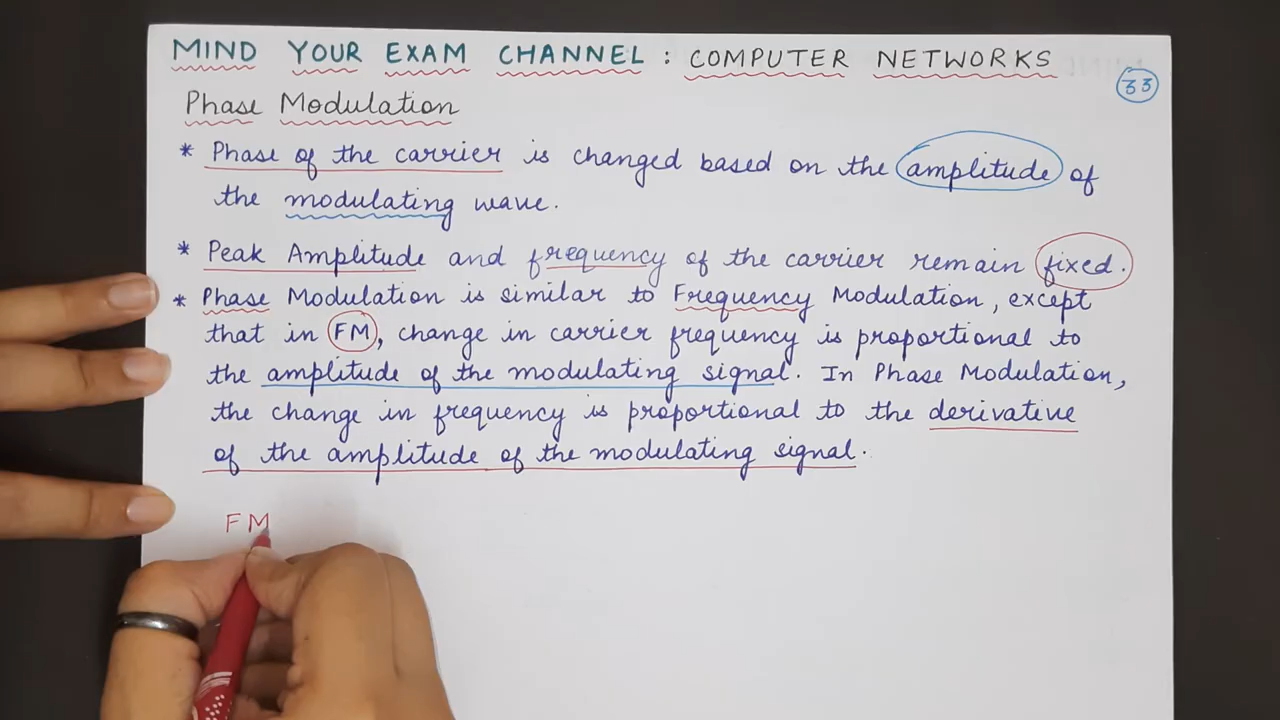 MIND YOUR EXAM CHANNEL : COMPUTER NETWORKS
33
Phase Modulation
* Phase of the carrier is changed based on the amplitude of
the modulating wave.
* Peak Amplitude and frequency of the carrier remain fixed.
* Phase Modulation is similar to Frequency Modulation, except
that in FM, change in carrier frequency is proportional to
the amplitude of the modulating signal. In Phase Modulation,
the change in frequency is proportional to the derivative
of the amplitude of the modulating signal.
FM